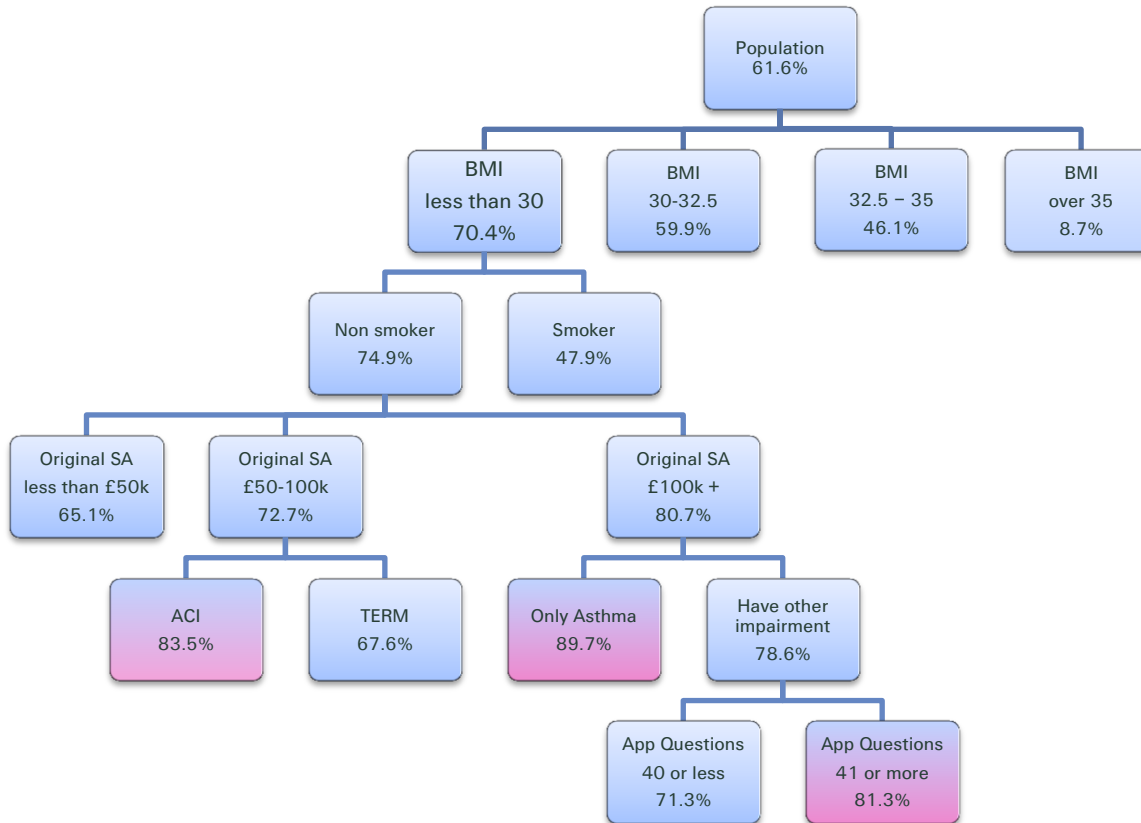 Population
61.6%
BMI
less than 30
70.4%
BMI
30-32.5
59.9%
BMI
32.5 – 35
46.1%
BMI
over 35
8.7%
Non smoker
74.9%
Smoker
47.9%
Original SA
less than £50k
65.1%
Original SA
£50-100k
72.7%
Original SA
£100k +
80.7%
ACI
83.5%
TERM
67.6%
Only Asthma
89.7%
Have other
impairment
78.6%
App Questions
40 or less
71.3%
App Questions
41 or more
81.3%